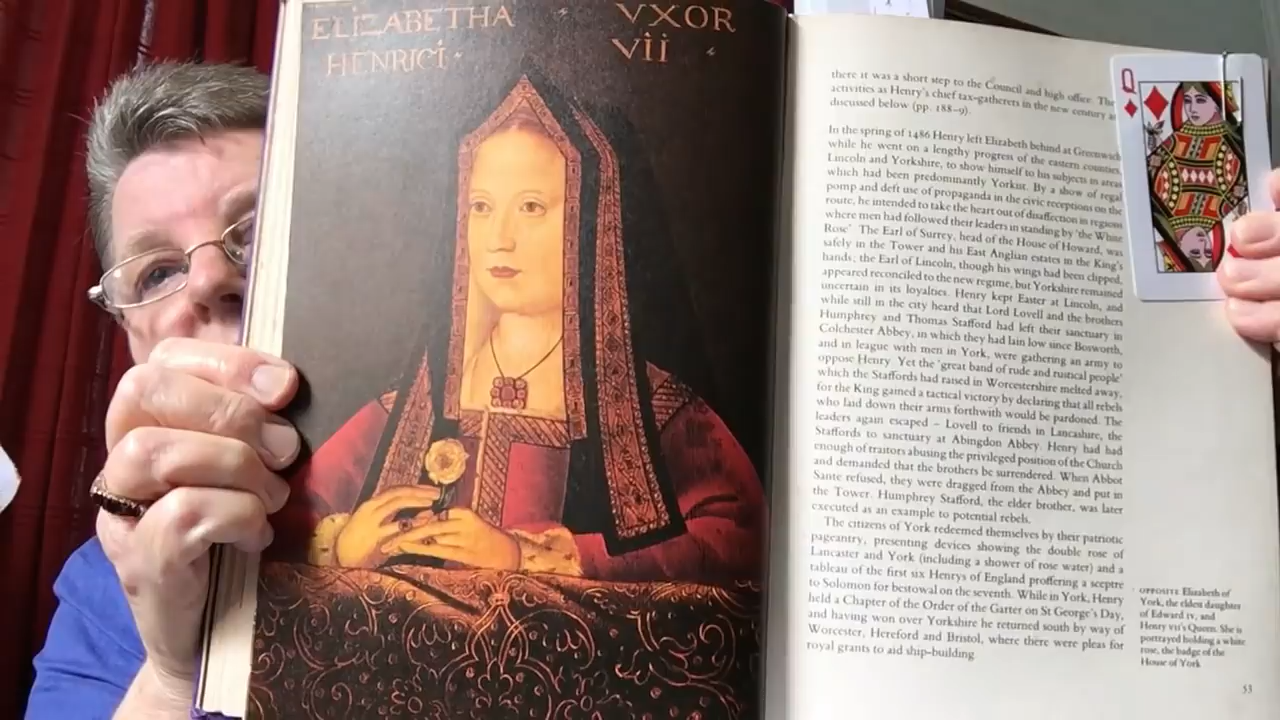 ELIZABETHA VXOR
HENRICI VII
there it was a short step to the Council and high office.
activities as Henry's chief tax-gatherers in the new century
discussed below (pp. 188–9).
In the spring of 1486 Henry left Elizabeth behind at Greenwich
while he went on a lengthy progress of the eastern counties,
Lincoln and Yorkshire, to show himself to his subjects in areas
which had been predominantly Yorkist. By a show of regal
pomp and deft use of propaganda in the civic receptions on the
route, he intended to take the heart out of disaffection in regions
where men had followed their leaders in standing by 'the White
Rose' The Earl of Surrey, head of the House of Howard, was
safely in the Tower and his East Anglian estates in the King's
hands; the Earl of Lincoln, though his wings had been clipped,
appeared reconciled to the new regime, but Yorkshire remained
uncertain in its loyalties. Henry kept Easter at Lincoln, and
while still in the city heard that Lord Lovell and the brothers
Humphrey and Thomas Stafford had left their sanctuary in
Colchester Abbey, in which they had lain low since Bosworth,
and in league with men in York, were gathering an army to
oppose Henry. Yet the 'great band of rude and rustical people'
which the Staffords had raised in Worcestershire melted away,
for the King gained a tactical victory by declaring that all rebels
who laid down their arms forthwith would be pardoned. The
leaders again escaped – Lovell to friends in Lancashire, the
Staffords to sanctuary at Abingdon Abbey. Henry had had
enough of traitors abusing the privileged position of the Church
and demanded that the brothers be surrendered. When Abbot
Sante refused, they were dragged from the Abbey and put in
the Tower. Humphrey Stafford, the elder brother, was later
executed as an example to potential rebels.
The citizens of York redeemed themselves by their patriotic
pageantry, presenting devices showing the double rose of
Lancaster and York (including a shower of rose water) and a
tableau of the first six Henrys of England proffering a sceptre
to Solomon for bestowal on the seventh. While in York, Henry
held a Chapter of the Order of the Garter on St George's Day,
and having won over Yorkshire he returned south by way of
Worcester, Hereford and Bristol, where there were pleas for
royal grants to aid ship-building
OPPOSITE Elizabeth of
York, the eldest daughter
of Edward IV, and
Henry VII's Queen. She is
portrayed holding a white
rose, the badge of the
House of York
53
Q